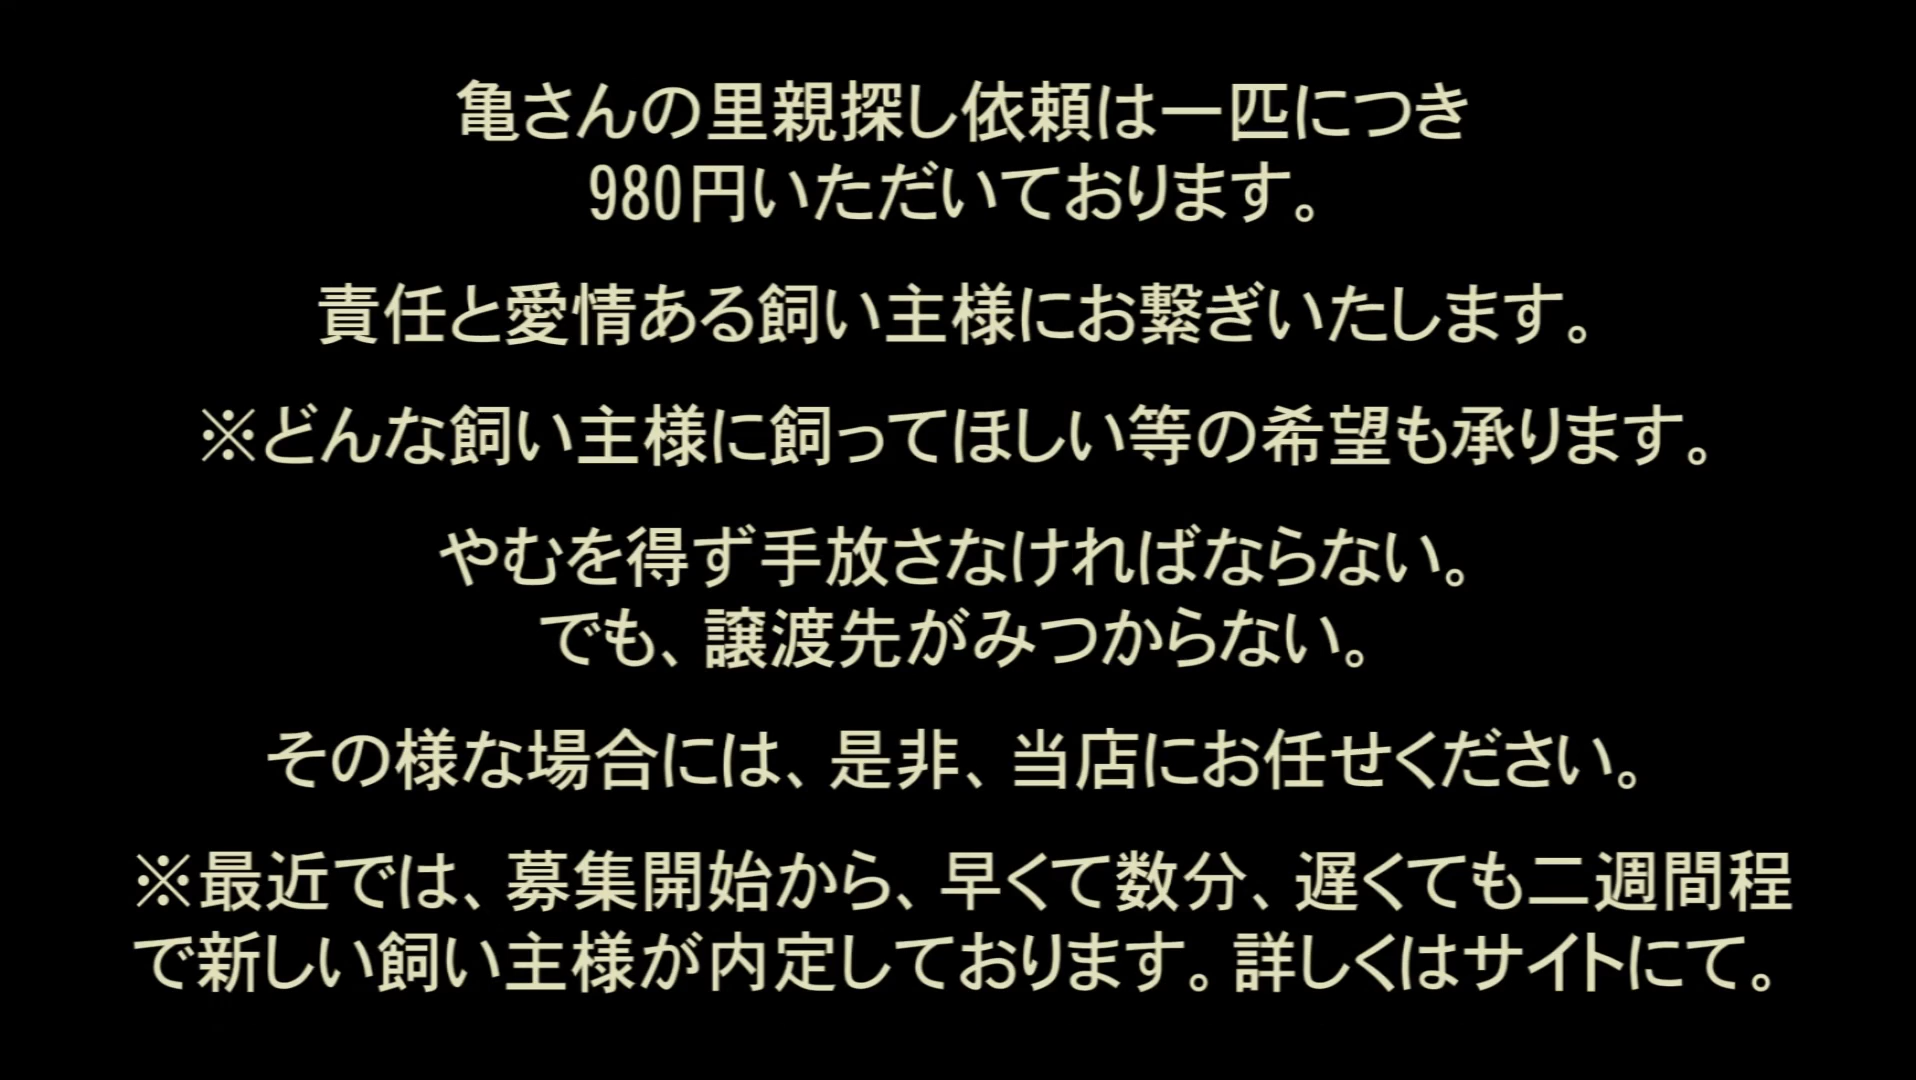 亀さんの里親探し依頼は一匹につき
980円いただいております。
責任と愛情ある飼い主様にお繋ぎいたします。
※どんな飼い主様に飼ってほしい等の希望も承ります。
やむを得ず手放さなければならない。
でも、譲渡先がみつからない。
その様な場合には、是非、当店にお任せください。
※最近では、募集開始から、早くて数分、遅くても二週間程
で新しい飼い主様が内定しております。詳しくはサイトにて。